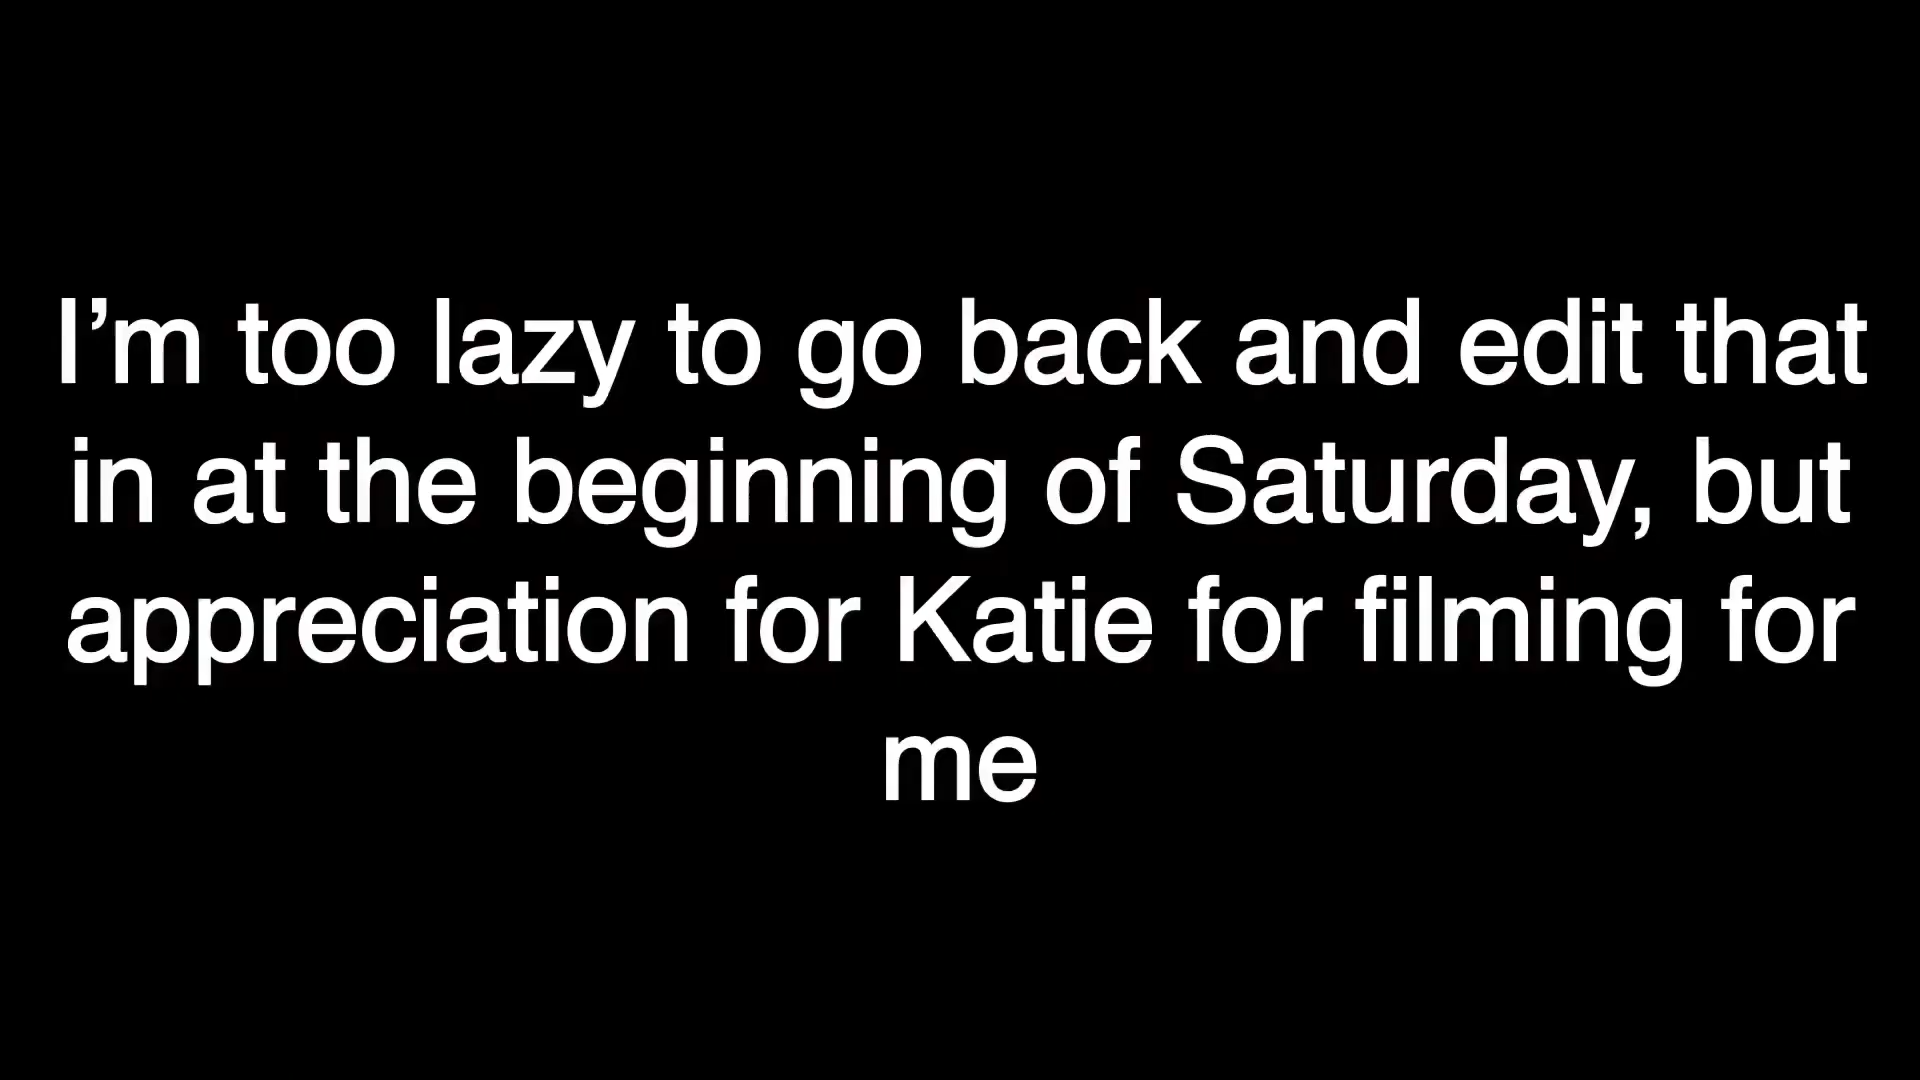 I’m too lazy to go back and edit that
in at the beginning of Saturday, but
appreciation for Katie for filming for
me